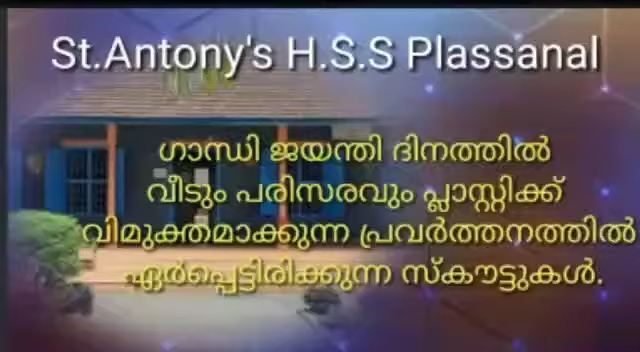 St.Antony's H.S.S Plassanal
ഗാന്ധി ജയന്തി ദിനത്തിൽ
വീടും പരിസരവും പ്ലാസ്റ്റിക്ക്
വിമുക്തമാക്കുന്ന പ്രവർത്തനത്തിൽ
ഏർപ്പെട്ടിരിക്കുന്ന സ്കൗട്ടുകൾ.